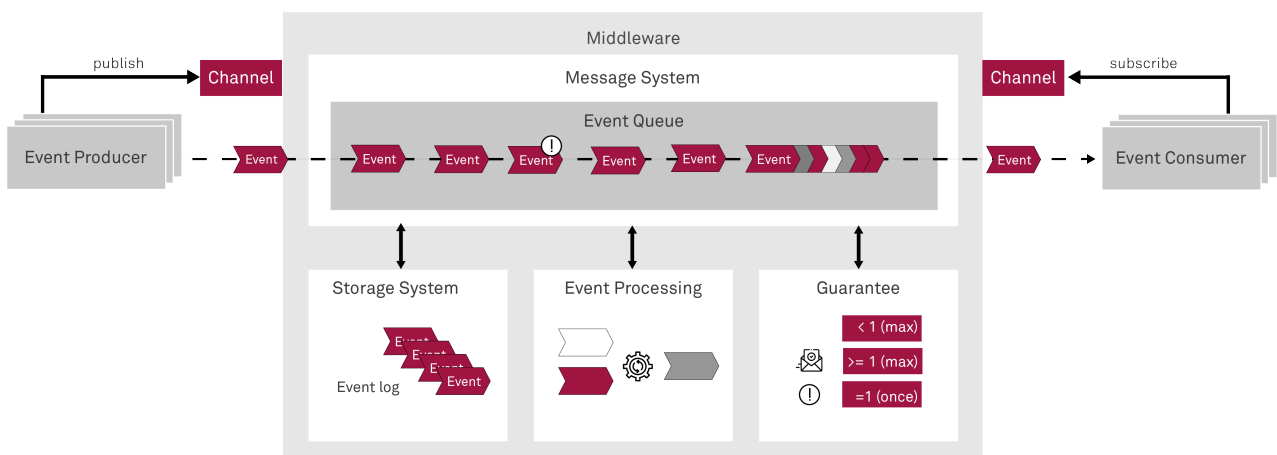 Middleware
publish
Channel
Message System
Channel
subscribe
Event Queue
Event Producer
Event
Event
Event
Event
!
Event
Event
Event
Event
Event Consumer
Storage System
Event
Event
Event
Event
Event log
Event Processing
Guarantee
< 1 (max)
>= 1 (max)
!
=1 (once)